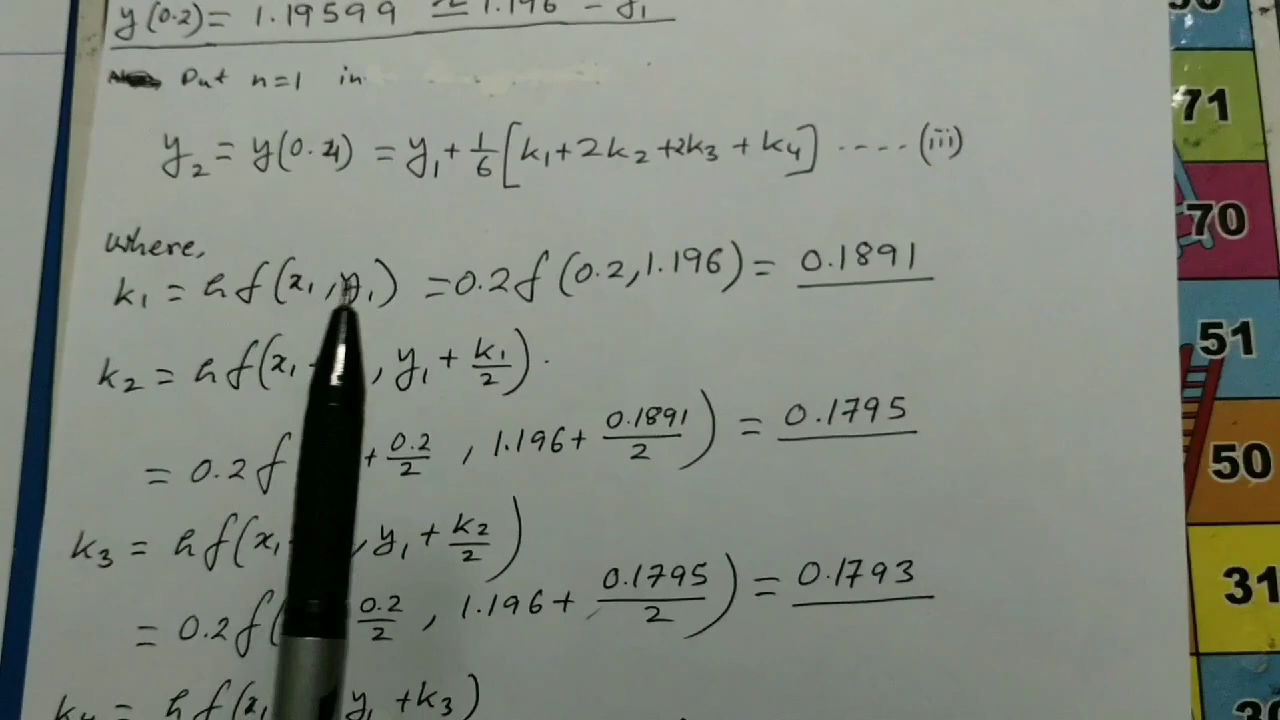 y(0.2) = 1.19599 ≃ 1.196 - y₁
Put n=1 in
y₂ = y(0.4) = y₁ + 1/6 [k₁+2k₂+2k₃+k₄] .... (iii)
where,
k₁ = hf(x₁, y₁) = 0.2f(0.2, 1.196) = 0.1891
k₂ = hf(x₁ , y₁ + k₁/2).
= 0.2f + 0.2/2 , 1.196 + 0.1891/2) = 0.1795
k₃ = hf(x₁ , y₁ + k₂/2)
= 0.2f( 0.2/2 , 1.196 + 0.1795/2) = 0.1793
k₄ = hf(x₁ y₁ + k₃)
71
70
51
50
31
30